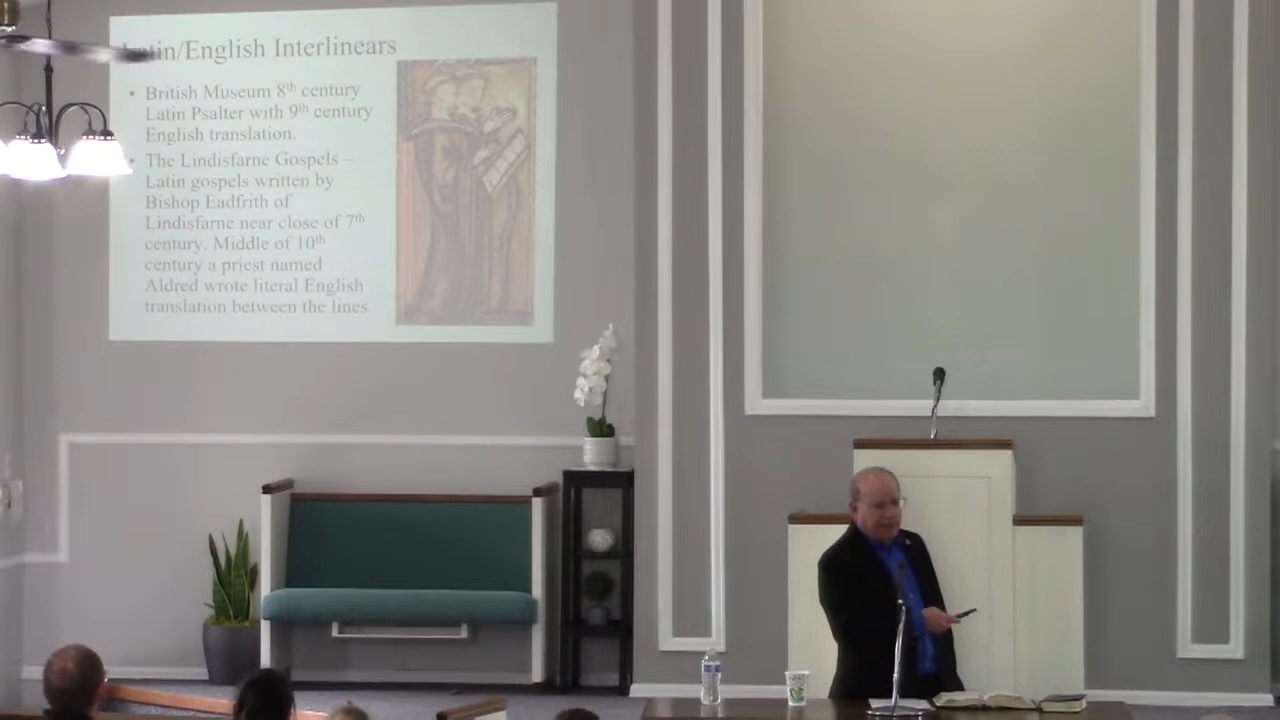 Latin/English Interlinears
• British Museum 8th century
Latin Psalter with 9th century
English translation.
• The Lindisfarne Gospels –
Latin gospels written by
Bishop Eadfrith of
Lindisfarne near close of 7th
century. Middle of 10th
century a priest named
Aldred wrote literal English
translation between the lines.